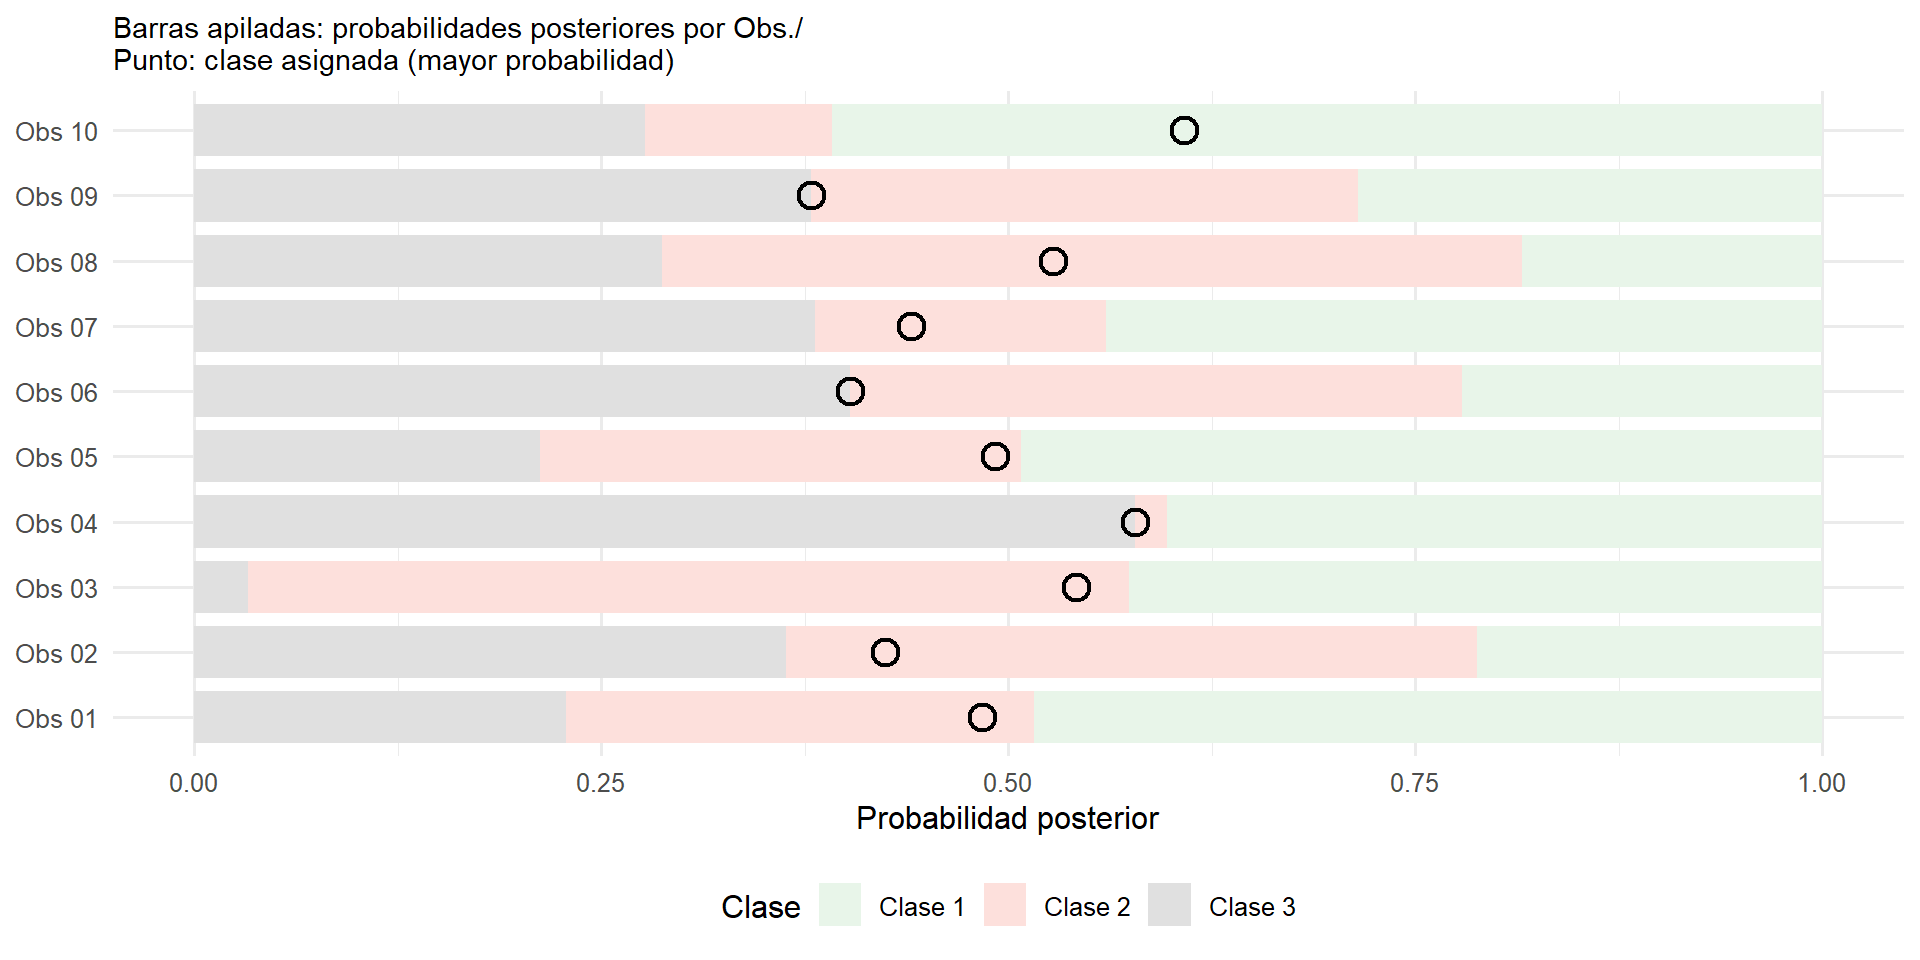 Barras apiladas: probabilidades posteriores por Obs./
Punto: clase asignada (mayor probabilidad)
Obs 10
Obs 09
Obs 08
Obs 07
Obs 06
Obs 05
Obs 04
Obs 03
Obs 02
Obs 01
0.00 0.25 0.50 0.75 1.00
Probabilidad posterior
Clase Clase 1 Clase 2 Clase 3